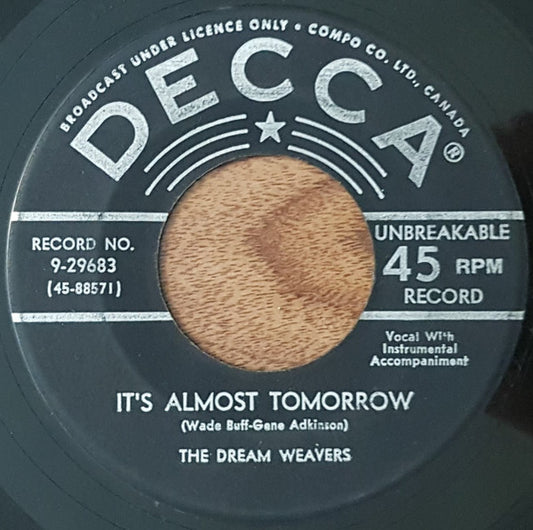 BROADCAST UNDER LICENCE ONLY • COMPO CO. LTD., CANADA
DECCA®
RECORD NO.
9-29683
(45-88571)
UNBREAKABLE
45 RPM
RECORD
Vocal With
Instrumental
Accompaniment
IT'S ALMOST TOMORROW
(Wade Buff-Gene Adkinson)
THE DREAM WEAVERS